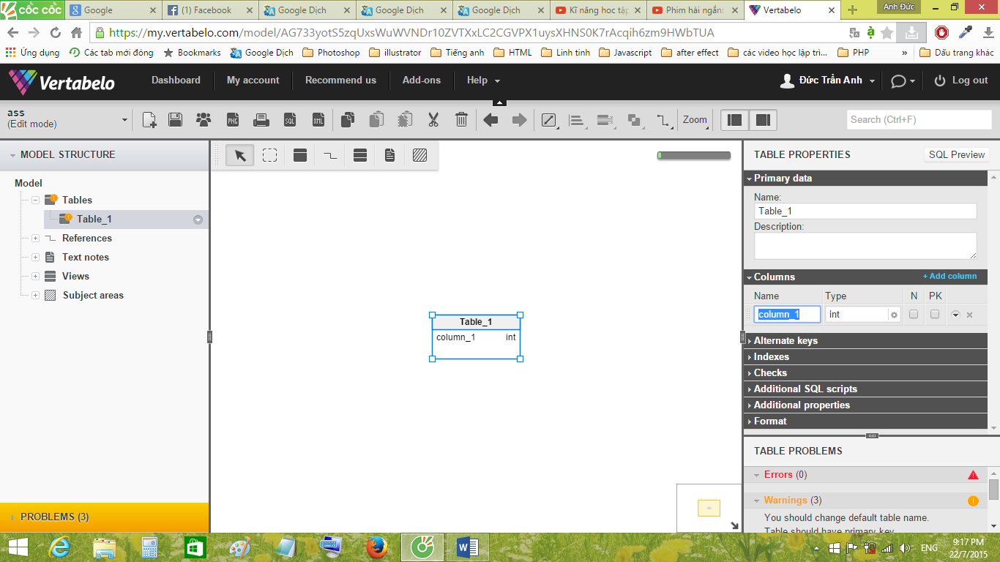 cốc cốc
Google
(1) Facebook
Google Dịch
Google Dịch
Google Dịch
Kĩ năng học tập
Phim hài ngắn:
Vertabelo
Anh Đức
https://my.vertabelo.com/model/AG733yotS5zqUxsWuWVNDr10ZVTXxLC2CGVPX1uysXHNS0K7rAcqih6zm9HWbTUA
Ứng dụng
Các tab mới đóng
Bookmarks
Google Dịch
Photoshop
illustrator
Tiếng anh
HTML
Linh tinh
Javascript
after effect
các video học lập trì...
PHP
»
Dấu trang khác
Vertabelo
Dashboard
My account
Recommend us
Add-ons
Help
Đức Trần Anh
Log out
ass
(Edit mode)
PNG
SQL
XML
Zoom
Search (Ctrl+F)
MODEL STRUCTURE
Model
Tables
Table_1
References
Text notes
Views
Subject areas
PROBLEMS (3)
Table_1
column_1 int
TABLE PROPERTIES
SQL Preview
Primary data
Name:
Table_1
Description:
Columns
+ Add column
Name Type N PK
column_1 int
Alternate keys
Indexes
Checks
Additional SQL scripts
Additional properties
Format
TABLE PROBLEMS
Errors (0)
Warnings (3)
You should change default table name.
Table should have primary key.
ENG
9:17 PM
22/7/2015